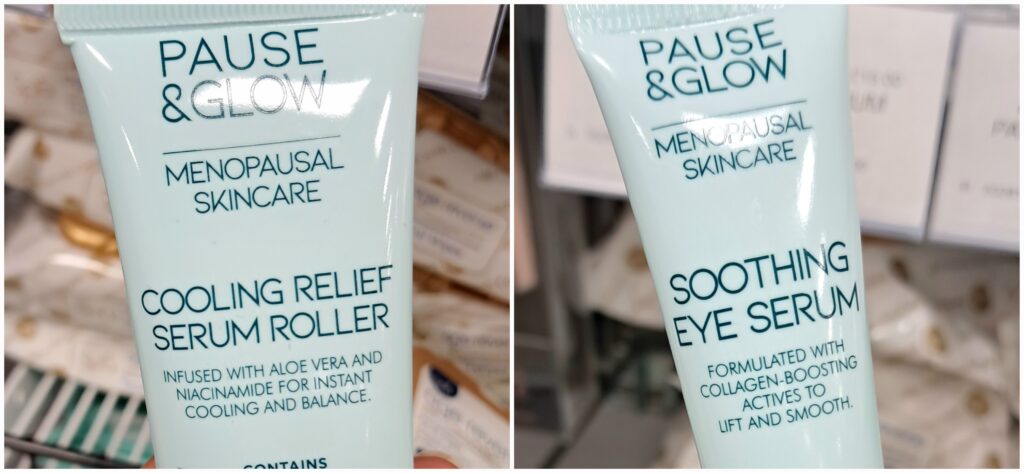 PAUSE
&GLOW
MENOPAUSAL
SKINCARE
COOLING RELIEF
SERUM ROLLER
INFUSED WITH ALOE VERA AND
NIACINAMIDE FOR INSTANT
COOLING AND BALANCE.
CONTAINS
PAUSE
&GLOW
MENOPAUSAL
SKINCARE
SOOTHING
EYE SERUM
FORMULATED WITH
COLLAGEN-BOOSTING
ACTIVES TO
LIFT AND SMOOTH.